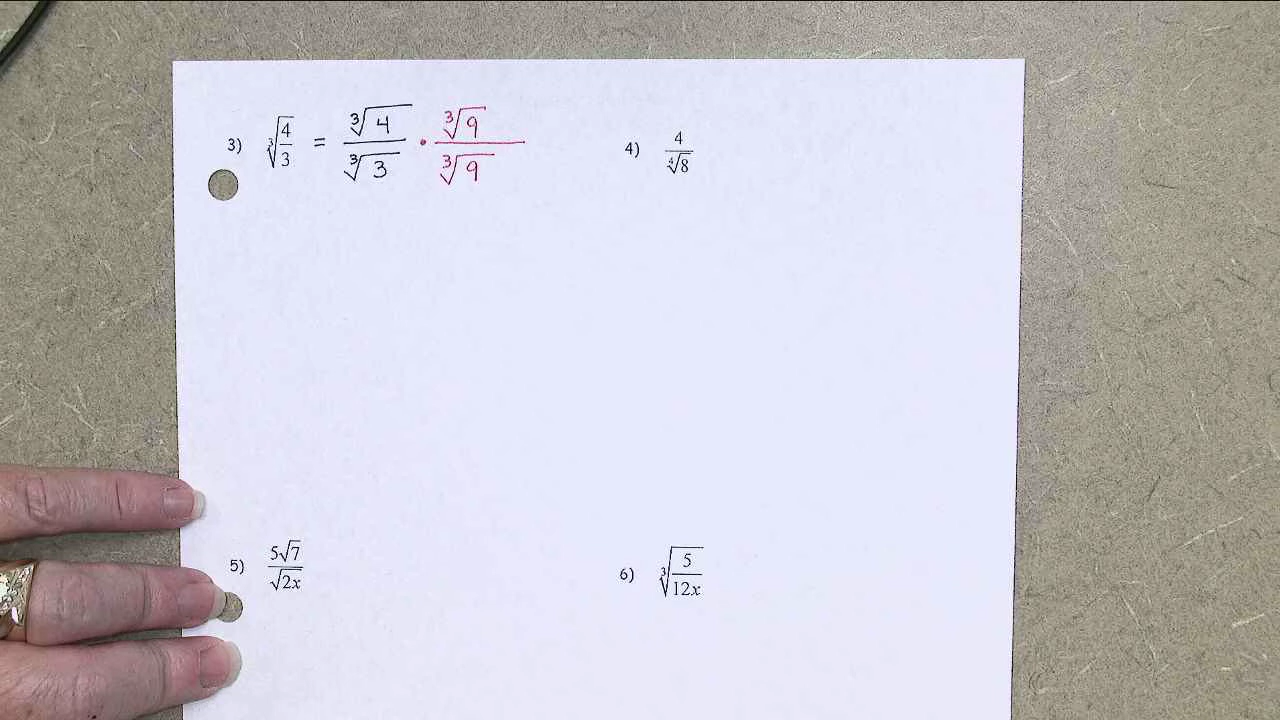 3) ∛(4/3) = ∛4/∛3 · ∛9/∛9
4) 4/∜8
5) 5√7/√2x
6) ∛(5/12x)